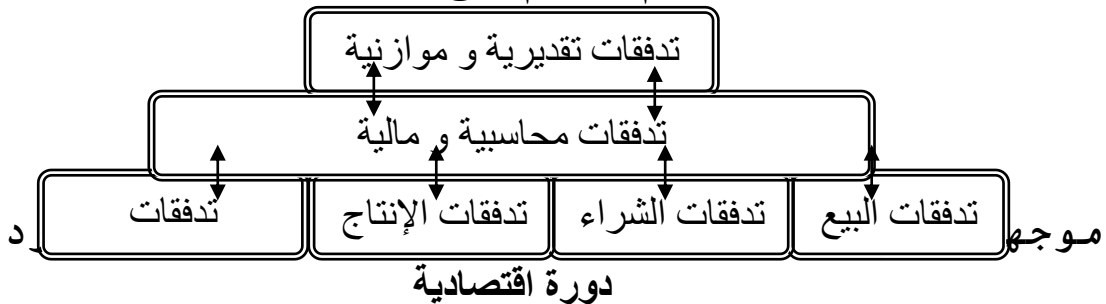 تدفقات تقديرية و موازنية
تدفقات محاسبية و مالية
تدفقات البيع
تدفقات الشراء
تدفقات الإنتاج
تدفقات
دورة اقتصادية